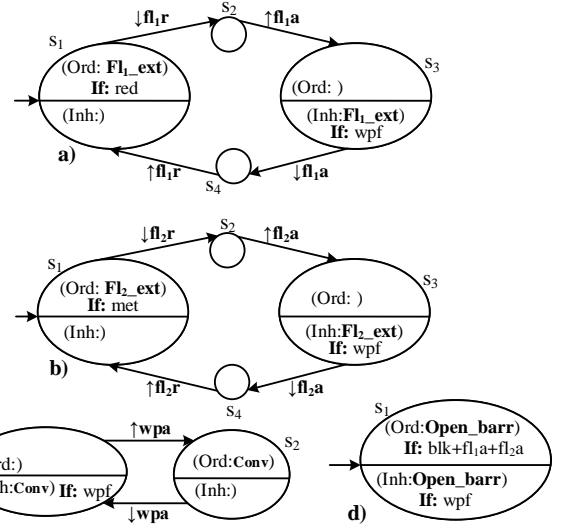 ↓fl₁r
s₂
↑fl₁a
s₁
s₃
(Ord: Fl₁_ext)
If: red
(Inh:)
(Ord: )
(Inh:Fl₁_ext)
If: wpf
a)
↑fl₁r
s₄
↓fl₁a
↓fl₂r
s₂
↑fl₂a
s₁
s₃
(Ord: Fl₂_ext)
If: met
(Inh:)
(Ord: )
(Inh:Fl₂_ext)
If: wpf
b)
↑fl₂r
s₄
↓fl₂a
↑wpa
s₂
rd:)
h:Conv) If: wpf
(Ord:Conv)
(Inh:)
↓wpa
s₁
(Ord:Open_barr)
If: blk+fl₁a+fl₂a
(Inh:Open_barr)
If: wpf
d)